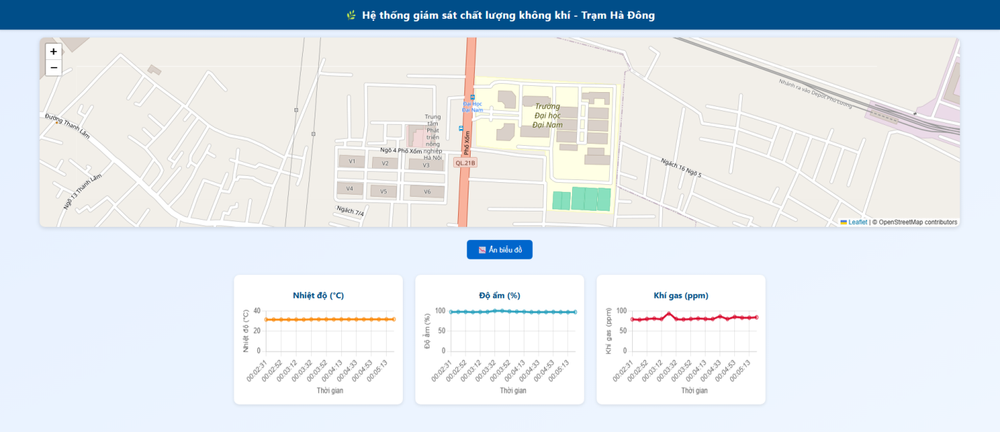 🌿 Hệ thống giám sát chất lượng không khí - Trạm Hà Đông
+
−
Nhánh ra vào Depot Phú Lương
Đại Học
Đại Nam
Trường
Đại học
Đại Nam
Đường Thanh Lãm
Trung
tâm
Phát
triển
nông
nghiệp
Hà Nội
Phố Xốm
Ngõ 4 Phố Xốm
V1
V2
V3
QL.21B
Ngách 16 Ngõ 5
Ngõ 13 Thanh Lãm
V4
V5
V6
Ngách 7/4
Leaflet | © OpenStreetMap contributors
Ẩn biểu đồ
Nhiệt độ (°C)
Nhiệt độ (°C)
40
20
0
00:02:31
00:02:52
00:03:12
00:03:32
00:03:52
00:04:13
00:04:33
00:04:53
00:05:13
Thời gian
Độ ẩm (%)
Độ ẩm (%)
100
50
0
00:02:31
00:02:52
00:03:12
00:03:32
00:03:52
00:04:13
00:04:33
00:04:53
00:05:13
Thời gian
Khí gas (ppm)
Khí gas (ppm)
100
50
0
00:02:31
00:02:52
00:03:12
00:03:32
00:03:52
00:04:13
00:04:33
00:04:53
00:05:13
Thời gian